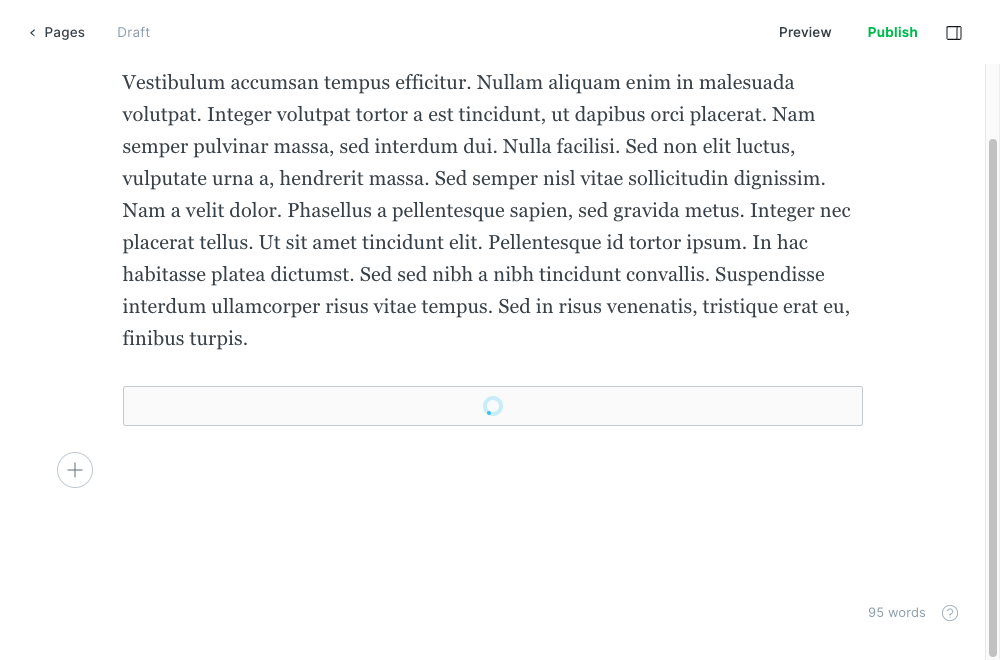 Pages Draft Preview Publish
Vestibulum accumsan tempus efficitur. Nullam aliquam enim in malesuada
volutpat. Integer volutpat tortor a est tincidunt, ut dapibus orci placerat. Nam
semper pulvinar massa, sed interdum dui. Nulla facilisi. Sed non elit luctus,
vulputate urna a, hendrerit massa. Sed semper nisl vitae sollicitudin dignissim.
Nam a velit dolor. Phasellus a pellentesque sapien, sed gravida metus. Integer nec
placerat tellus. Ut sit amet tincidunt elit. Pellentesque id tortor ipsum. In hac
habitasse platea dictumst. Sed sed nibh a nibh tincidunt convallis. Suspendisse
interdum ullamcorper risus vitae tempus. Sed in risus venenatis, tristique erat eu,
finibus turpis.
95 words ?